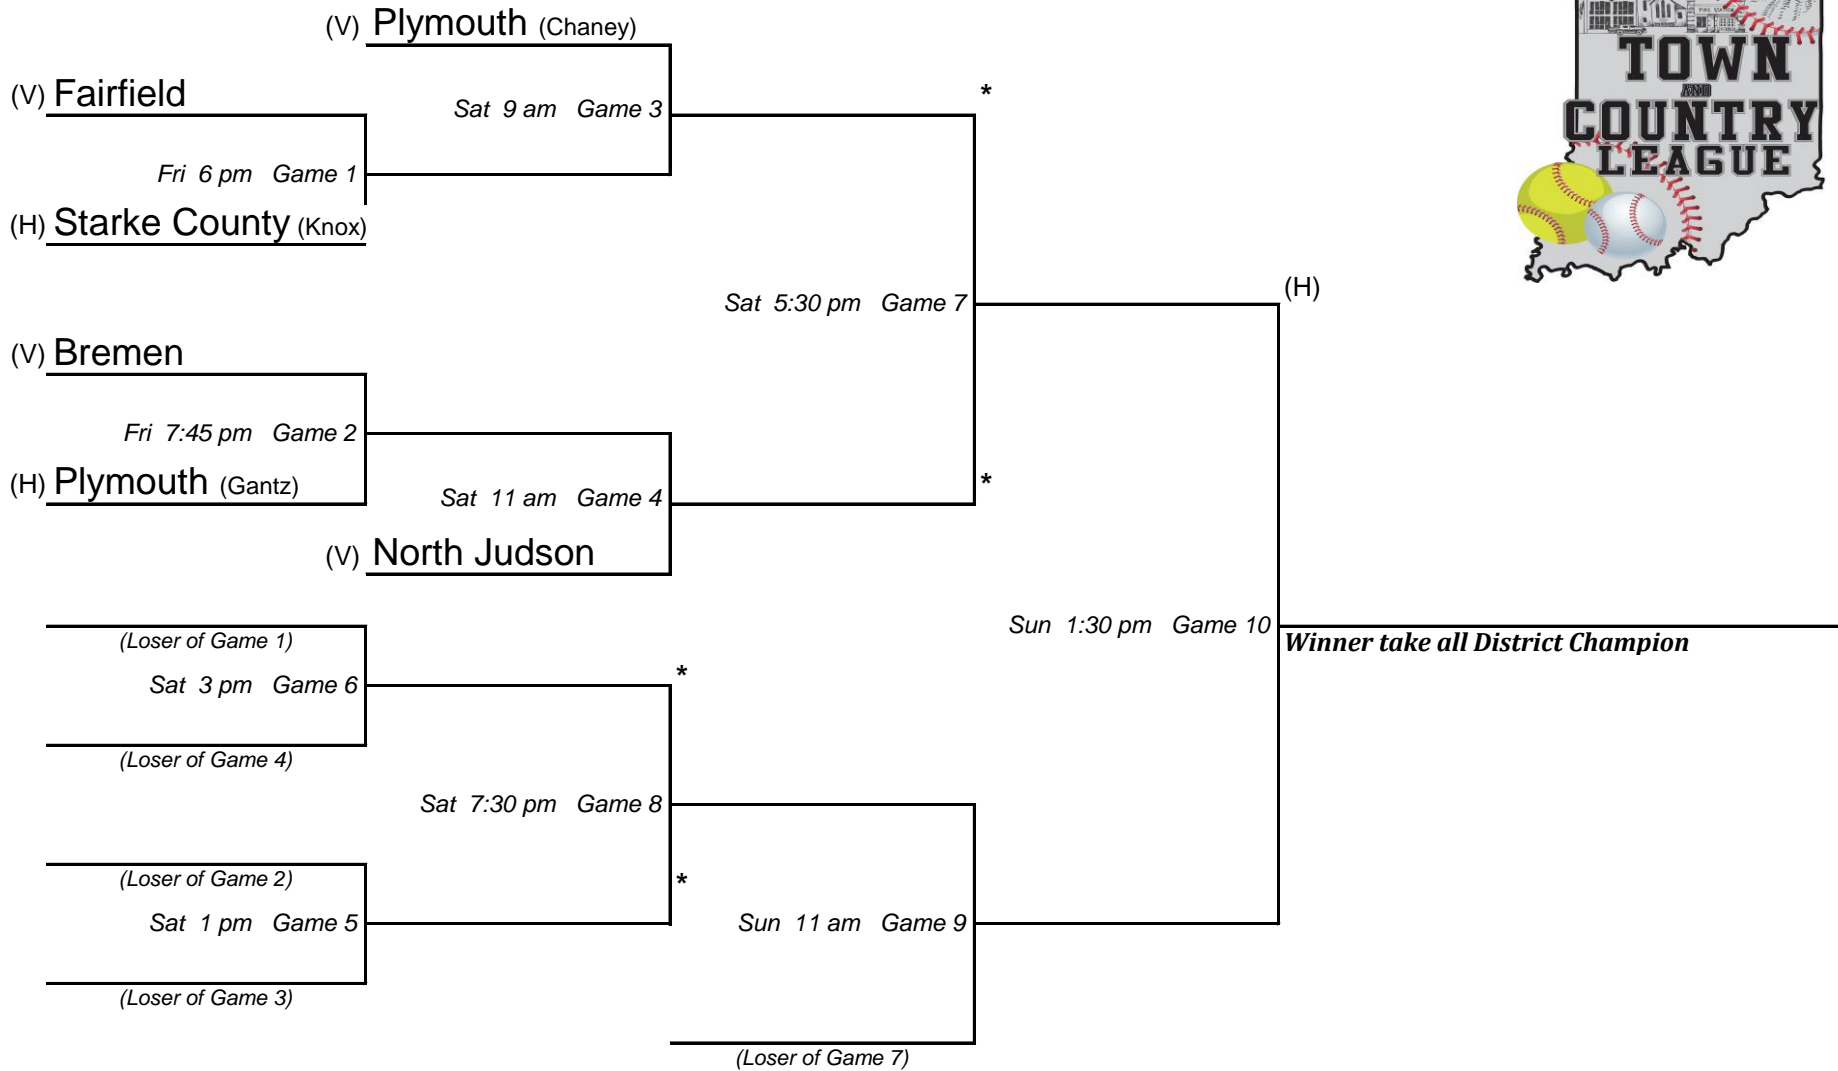 (V) Plymouth (Chaney)
(V) Fairfield
Sat 9 am Game 3
*
Fri 6 pm Game 1
(H) Starke County (Knox)
TOWN
AND
COUNTRY
LEAGUE
(H)
Sat 5:30 pm Game 7
(V) Bremen
Fri 7:45 pm Game 2
(H) Plymouth (Gantz)
Sat 11 am Game 4
*
(V) North Judson
(Loser of Game 1)
Sun 1:30 pm Game 10
Winner take all District Champion
Sat 3 pm Game 6
*
(Loser of Game 4)
Sat 7:30 pm Game 8
(Loser of Game 2)
*
Sat 1 pm Game 5
Sun 11 am Game 9
(Loser of Game 3)
(Loser of Game 7)